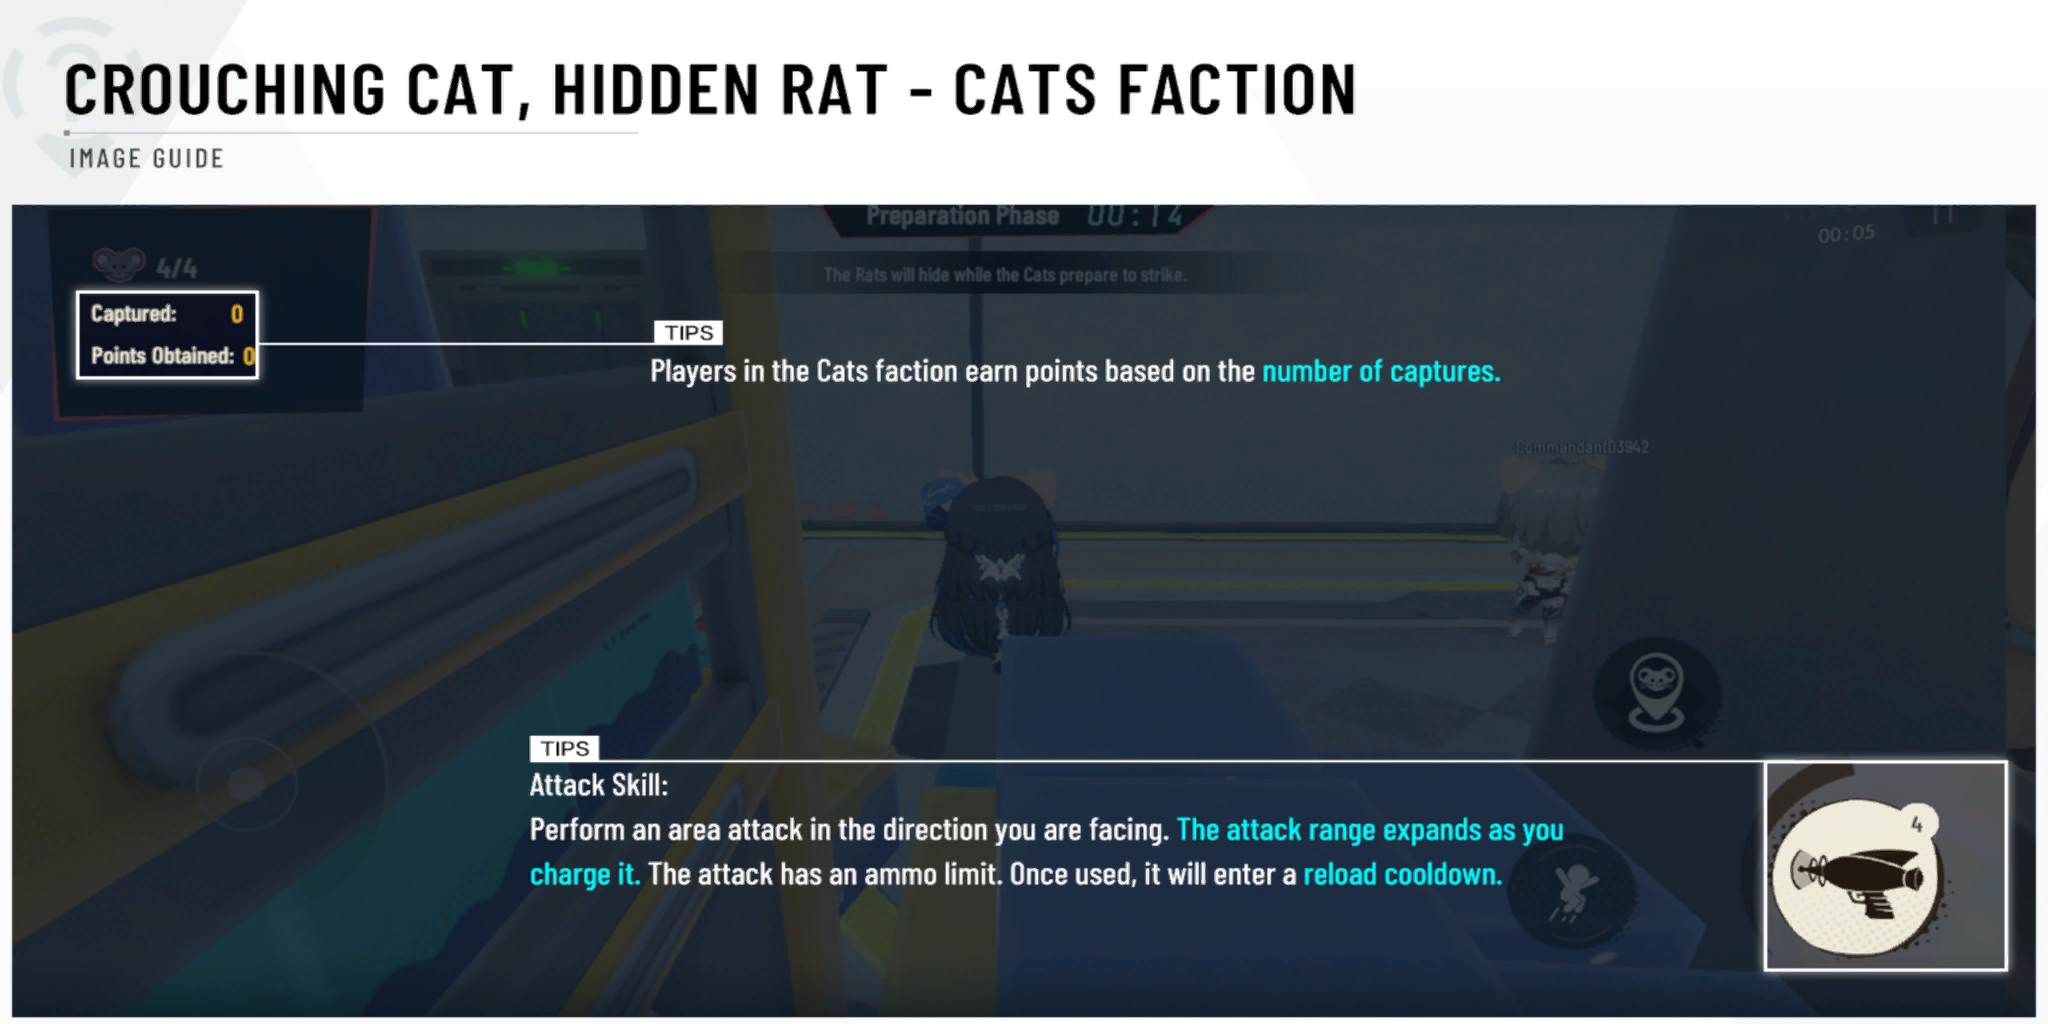 CROUCHING CAT, HIDDEN RAT - CATS FACTION
IMAGE GUIDE
Preparation Phase 00:14
00:05
4/4
The Rats will hide while the Cats prepare to strike.
Captured: 0
Points Obtained: 0
TIPS
Players in the Cats faction earn points based on the number of captures.
Commandant03942
TIPS
Attack Skill:
Perform an area attack in the direction you are facing. The attack range expands as you
charge it. The attack has an ammo limit. Once used, it will enter a reload cooldown.
4